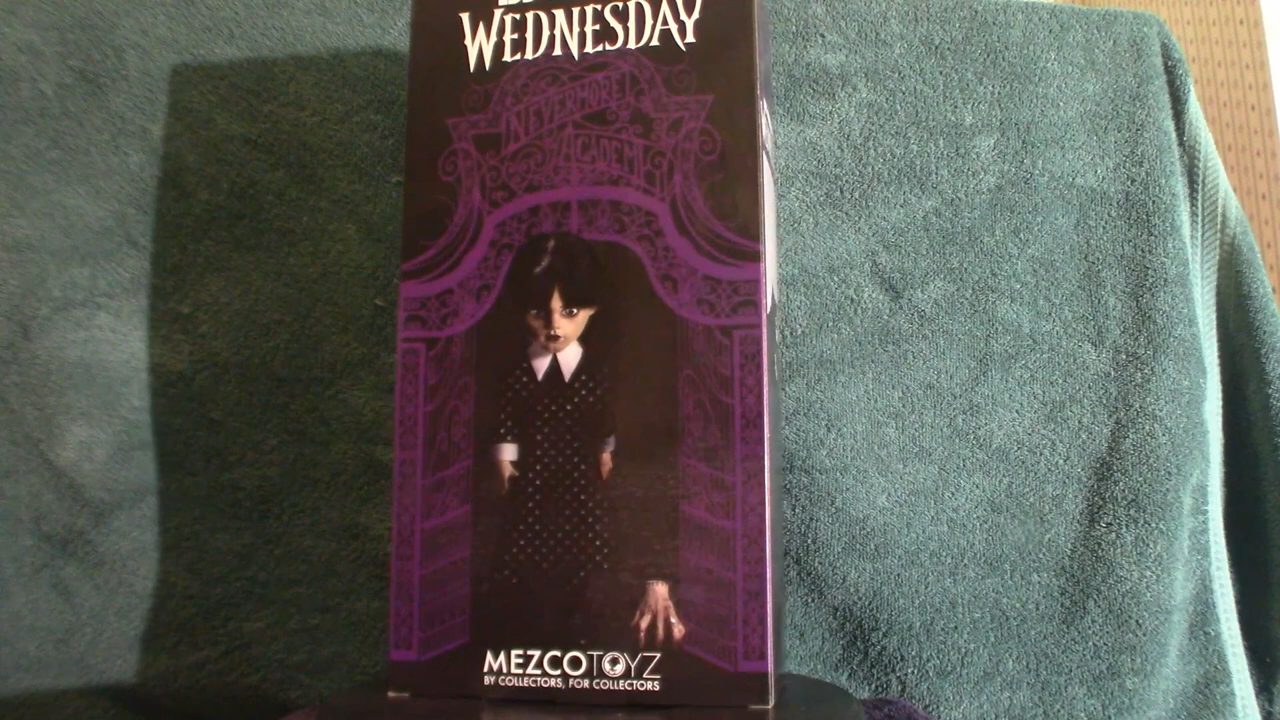 WEDNESDAY
NEVERMORE
ACADEMY
MEZCOTOYZ
BY COLLECTORS, FOR COLLECTORS